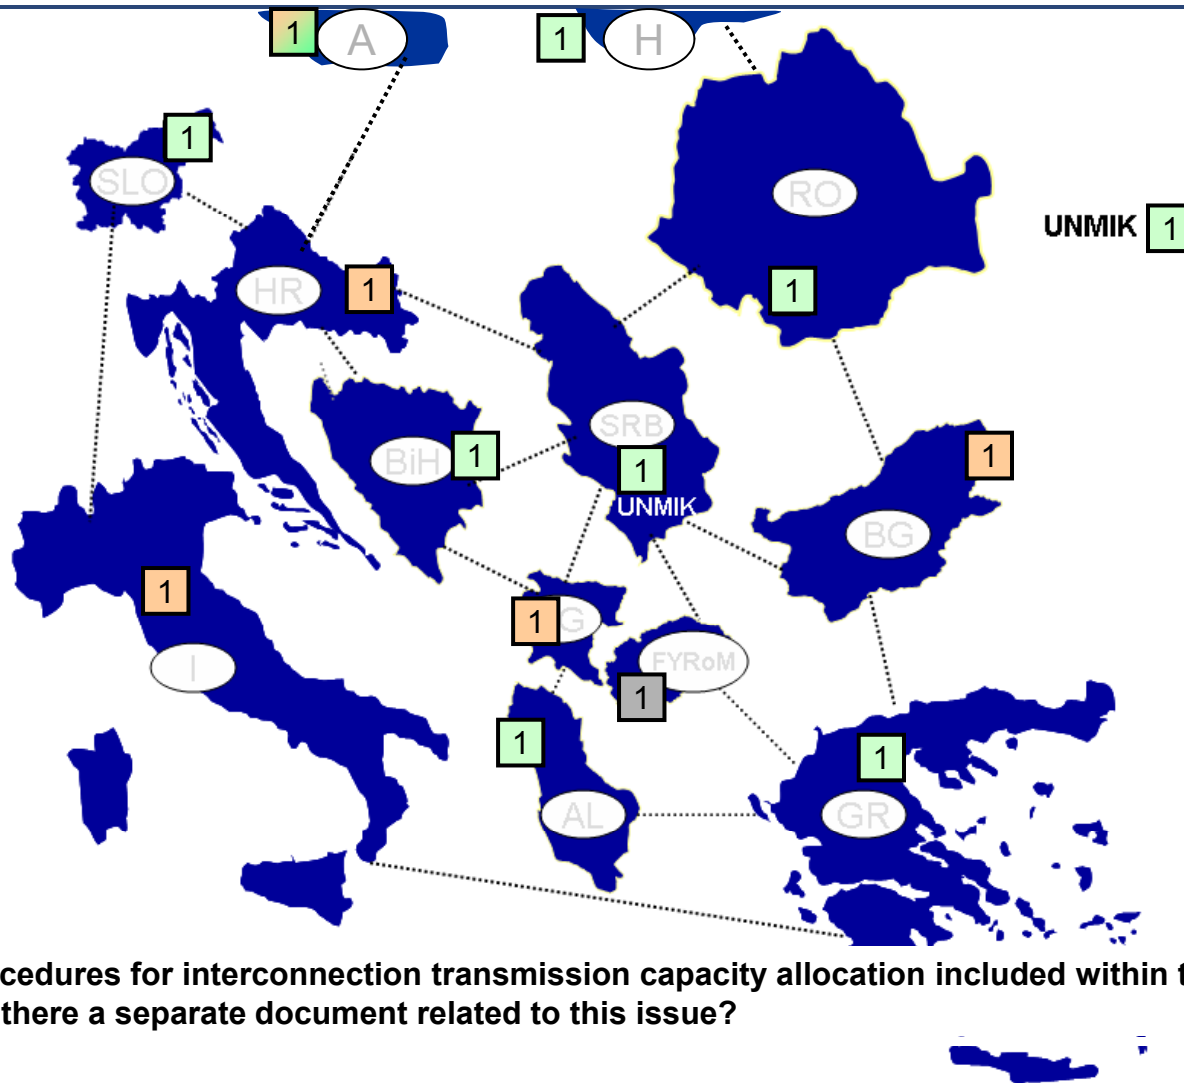 1 A
1 H
1
SLO
RO
UNMIK 1
HR 1
1
SRB
BiH 1
1
1
UNMIK
BG
1
1 G
I
FYRoM
1
1
1
AL
GR
cedures for interconnection transmission capacity allocation included within t
there a separate document related to this issue?